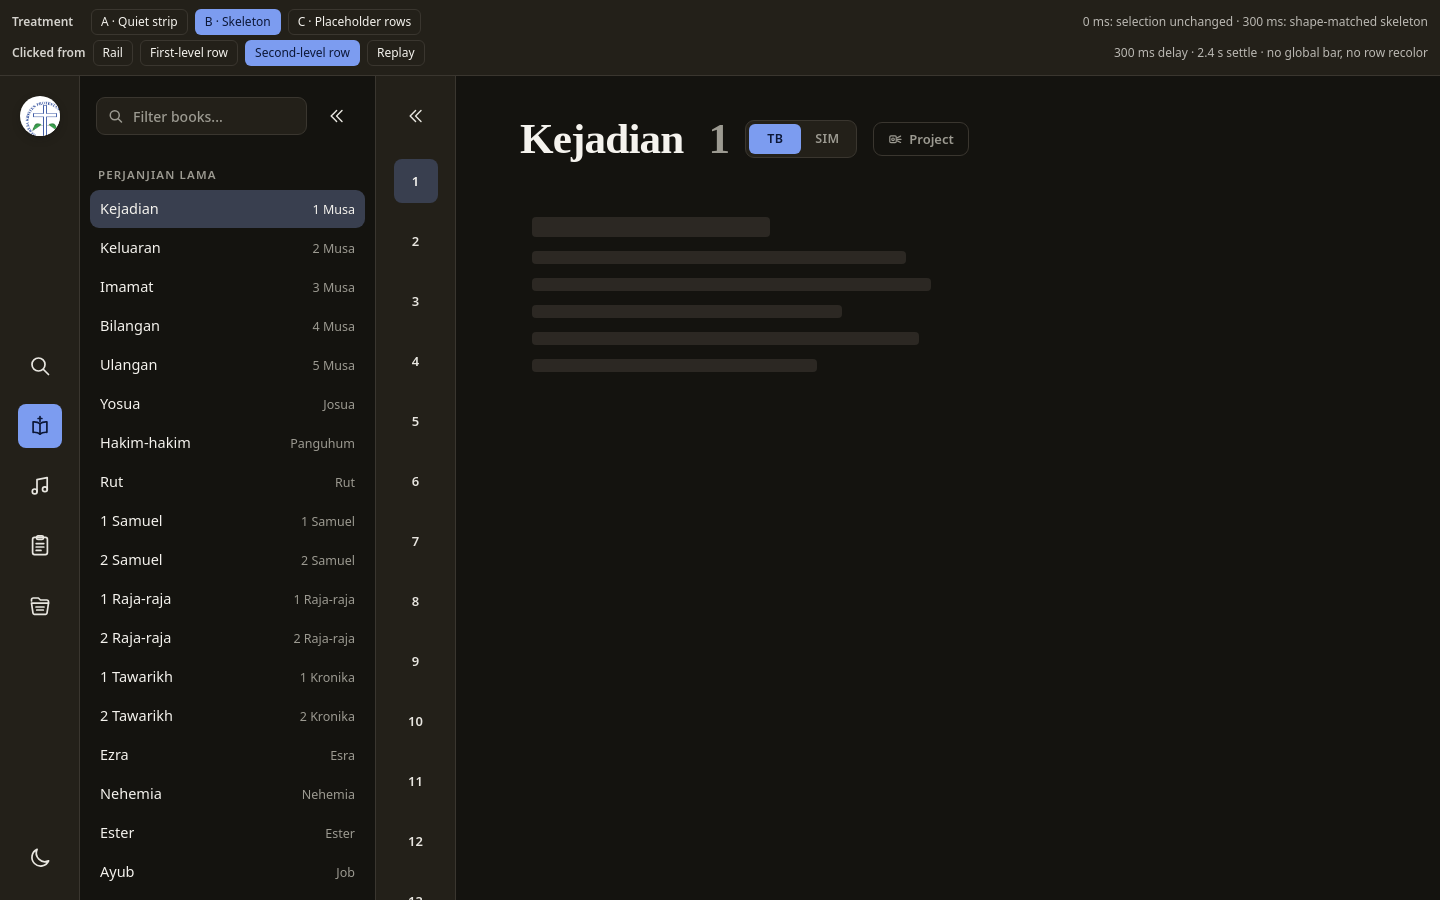 Treatment A · Quiet strip B · Skeleton C · Placeholder rows
0 ms: selection unchanged · 300 ms: shape-matched skeleton
Clicked from Rail First-level row Second-level row Replay
300 ms delay · 2.4 s settle · no global bar, no row recolor
Filter books...
PERJANJIAN LAMA
Kejadian 1 Musa
Keluaran 2 Musa
Imamat 3 Musa
Bilangan 4 Musa
Ulangan 5 Musa
Yosua Josua
Hakim-hakim Panguhum
Rut Rut
1 Samuel 1 Samuel
2 Samuel 2 Samuel
1 Raja-raja 1 Raja-raja
2 Raja-raja 2 Raja-raja
1 Tawarikh 1 Kronika
2 Tawarikh 2 Kronika
Ezra Esra
Nehemia Nehemia
Ester Ester
Ayub Job
1
2
3
4
5
6
7
8
9
10
11
12
13
Kejadian 1 TB SIM Project